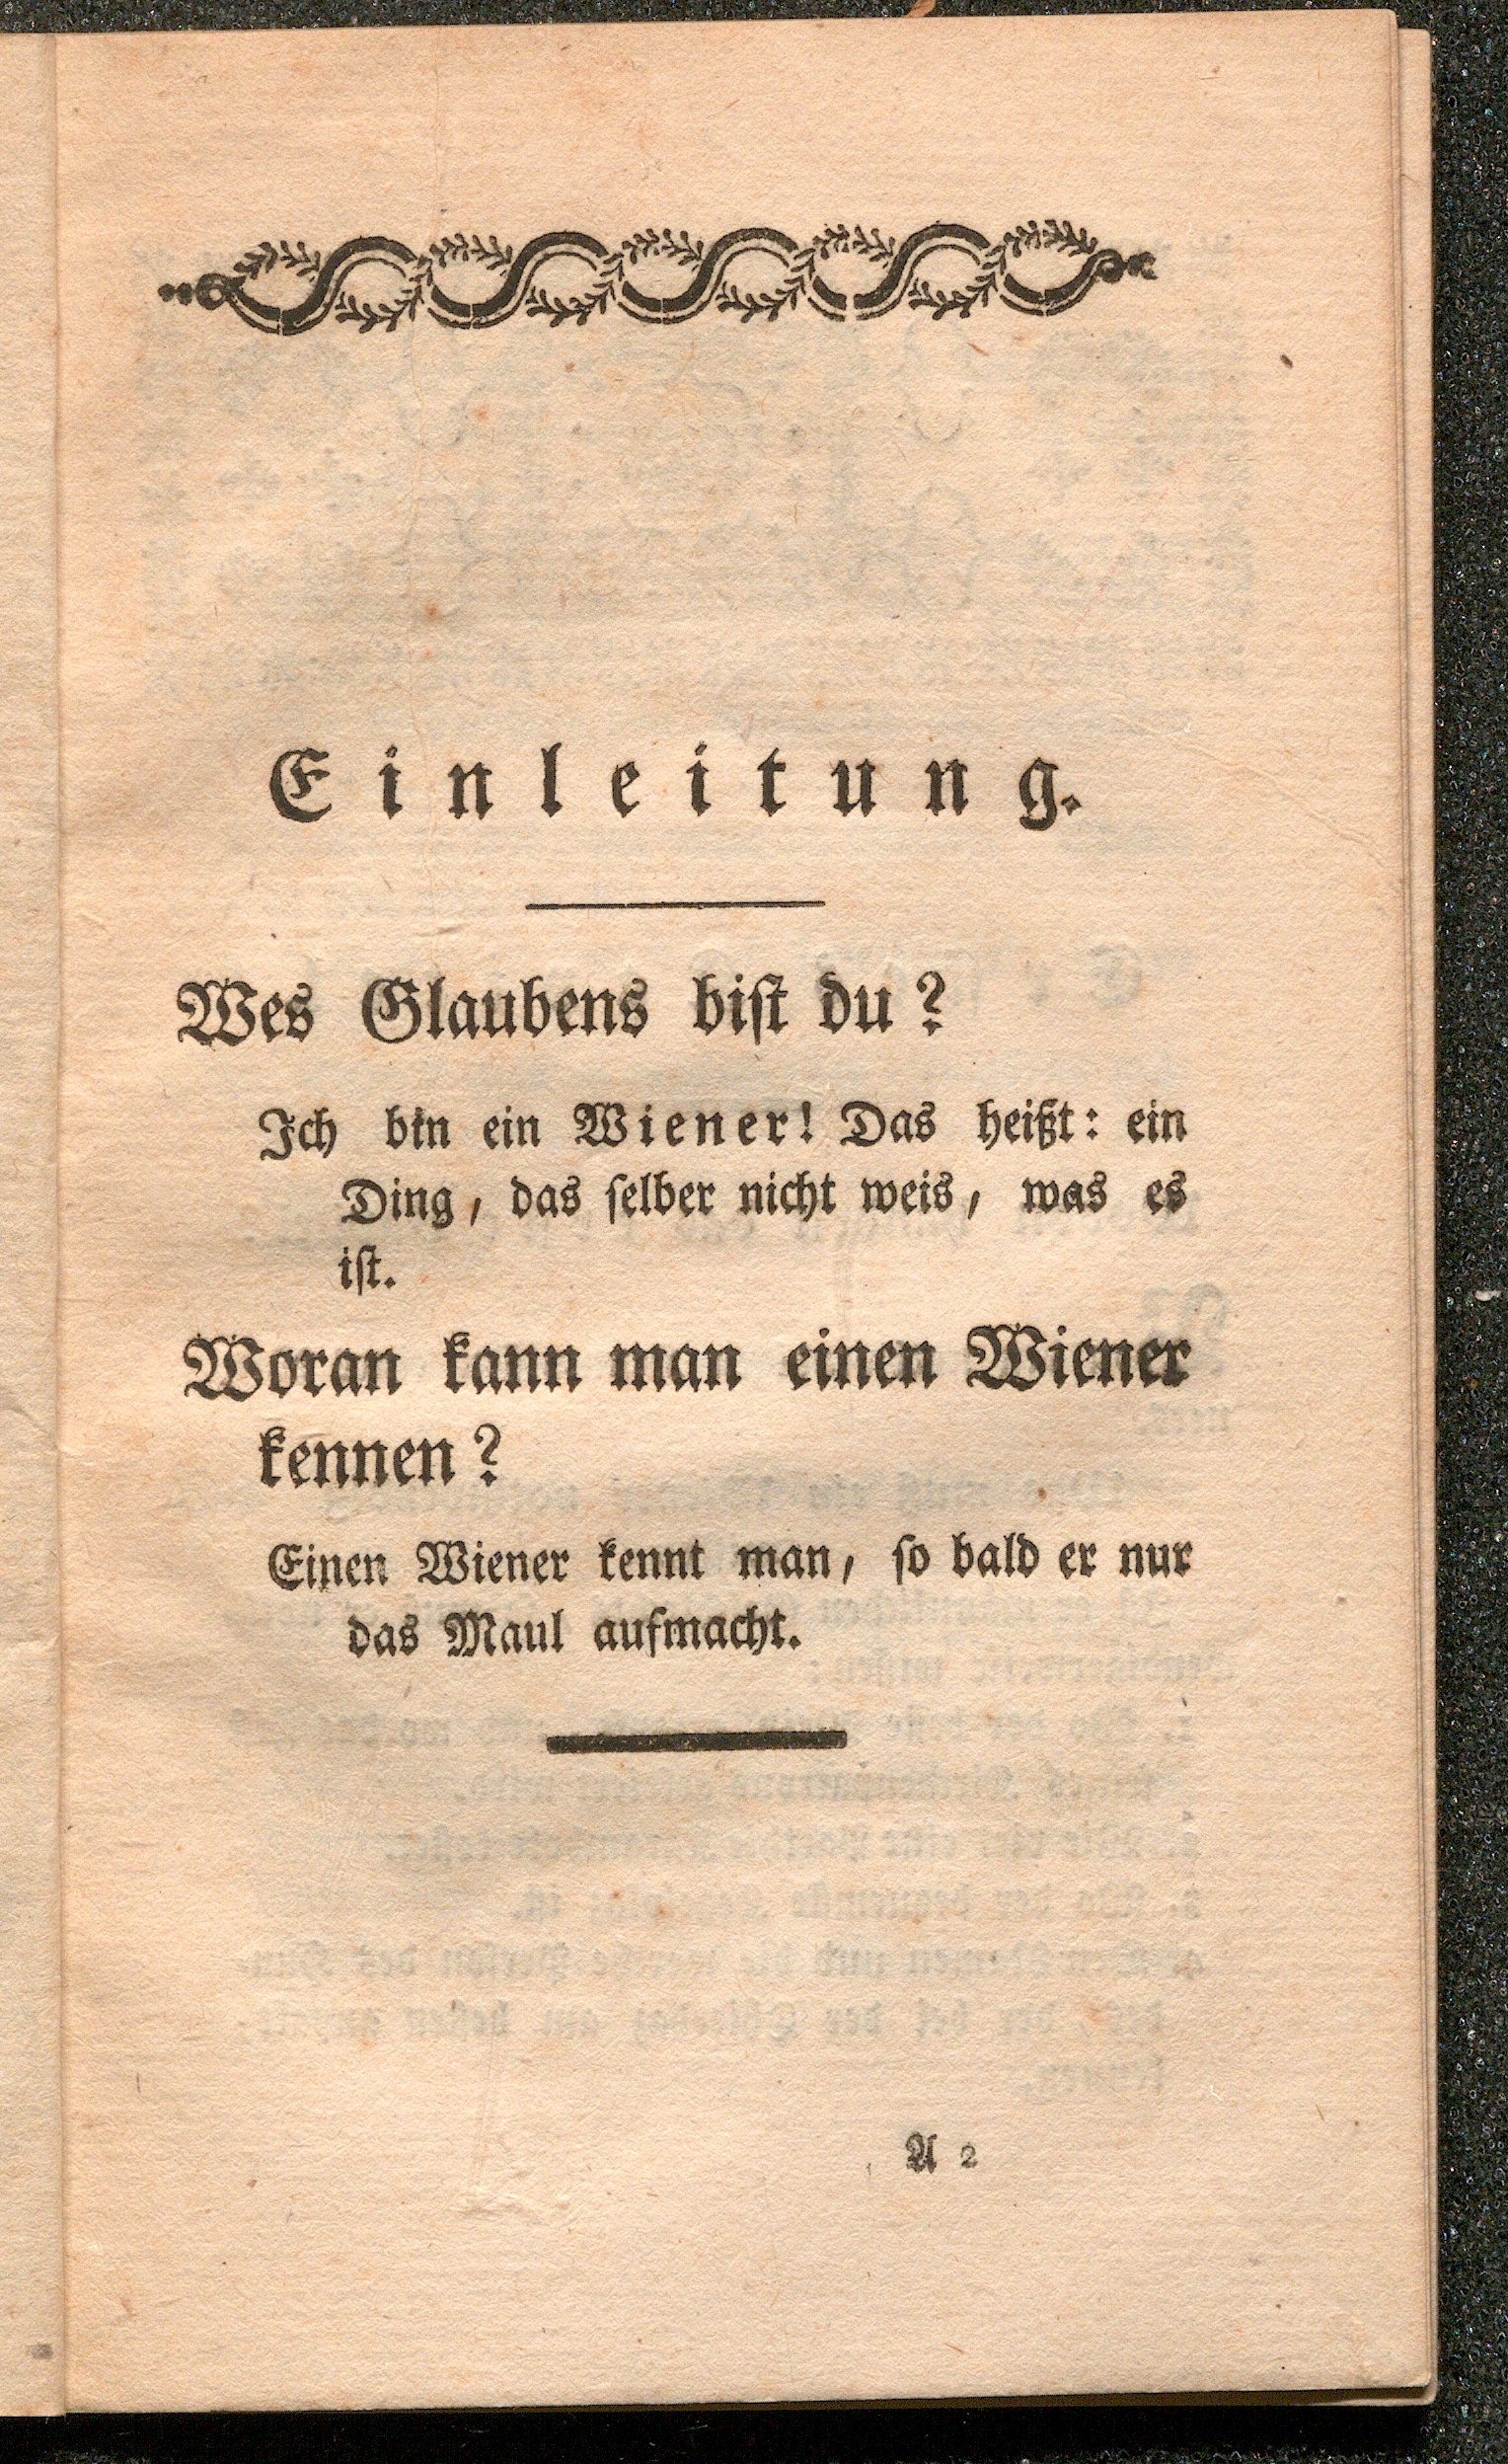 Einleitung.
Wes Glaubens biſt du?
Ich bin ein Wiener! Das heißt: ein
Ding, das ſelber nicht weis, was es
iſt.
Woran kann man einen Wiener
kennen?
Einen Wiener kennt man, ſo bald er nur
das Maul aufmacht.
A 2